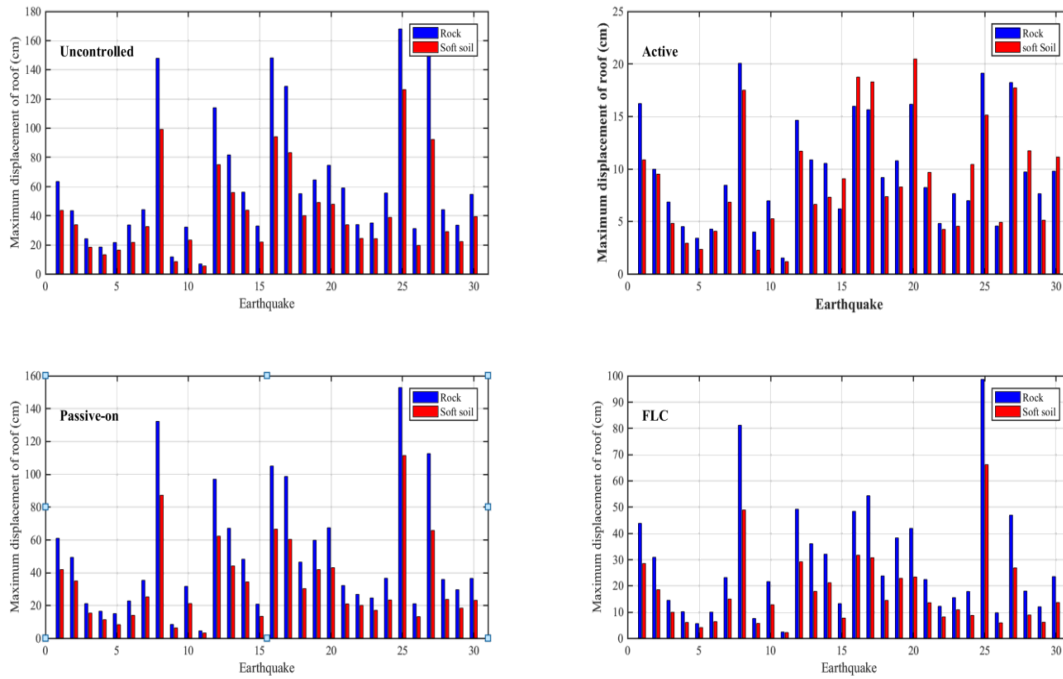 180
160
140
120
100
80
60
40
20
0
Maximum displacement of roof (cm)
Uncontrolled
Rock
Soft soil
0 5 10 15 20 25 30
Earthquake
25
20
15
10
5
0
Maximum displacement of roof (cm)
Active
Rock
Soft Soil
0 5 10 15 20 25 30
Earthquake
160
140
120
100
80
60
40
20
0
Maximum displacement of roof (cm)
Passive-on
Rock
Soft soil
0 5 10 15 20 25 30
Earthquake
100
90
80
70
60
50
40
30
20
10
0
Maximum displacement of roof (cm)
FLC
Rock
Soft soil
0 5 10 15 20 25 30
Earthquake